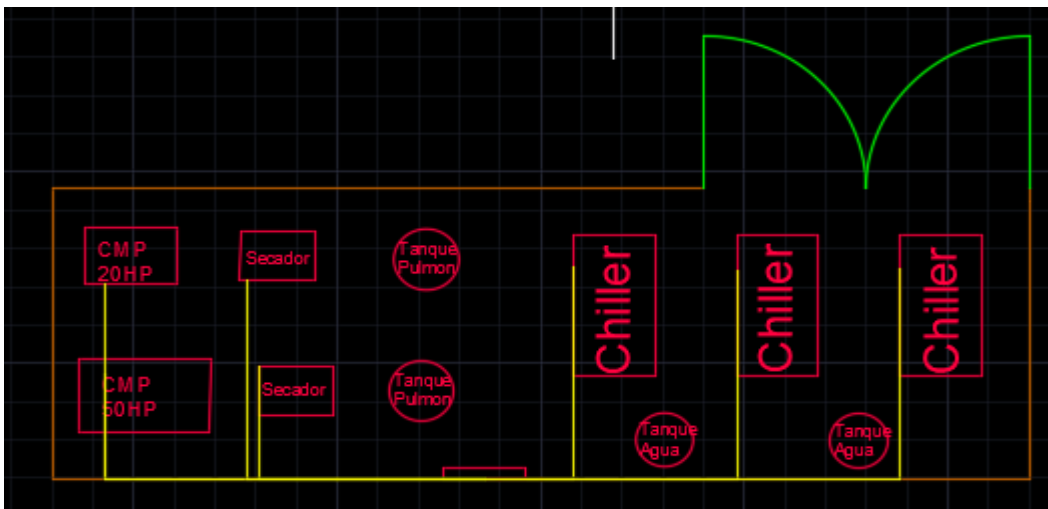 CMP
20HP
Secador
Tanque
Pulmon
Chiller
Chiller
Chiller
CMP
50HP
Secador
Tanque
Pulmon
Tanque
Agua
Tanque
Agua